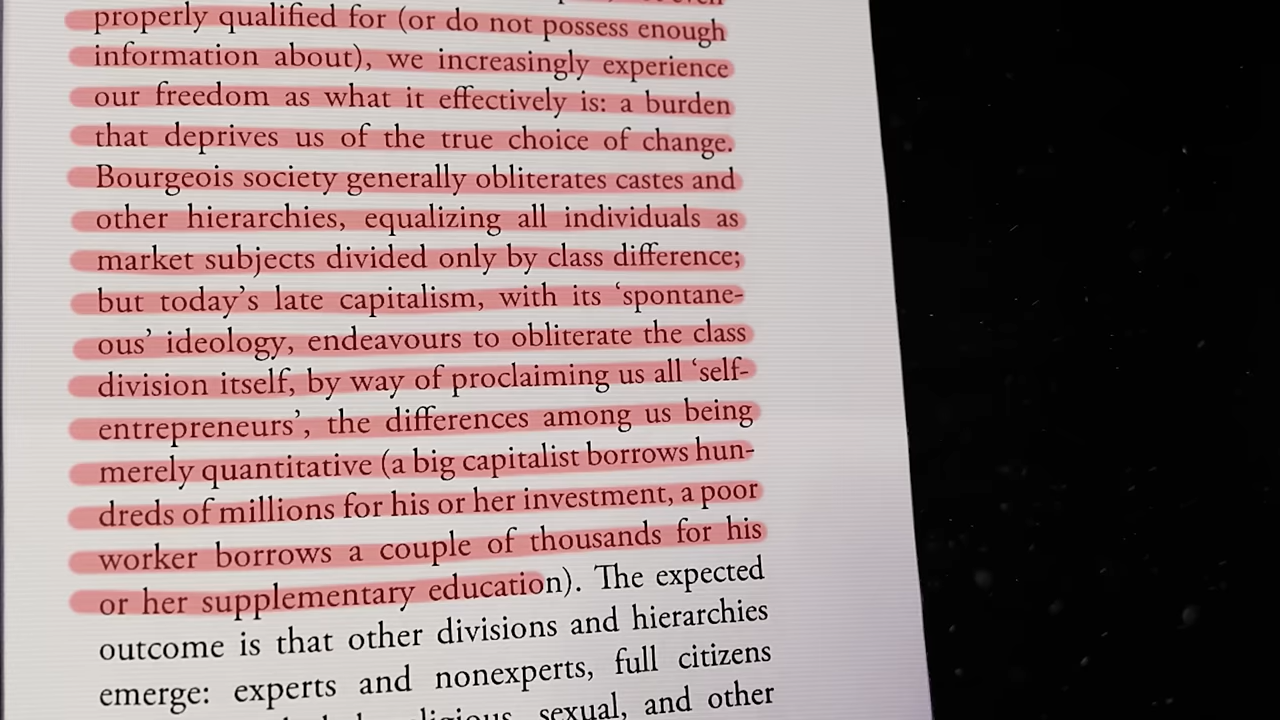 properly qualified for (or do not possess enough
information about), we increasingly experience
our freedom as what it effectively is: a burden
that deprives us of the true choice of change.
Bourgeois society generally obliterates castes and
other hierarchies, equalizing all individuals as
market subjects divided only by class difference;
but today’s late capitalism, with its ‘spontane-
ous’ ideology, endeavours to obliterate the class
division itself, by way of proclaiming us all ‘self-
entrepreneurs’, the differences among us being
merely quantitative (a big capitalist borrows hun-
dreds of millions for his or her investment, a poor
worker borrows a couple of thousands for his
or her supplementary education). The expected
outcome is that other divisions and hierarchies
emerge: experts and nonexperts, full citizens
sexual, and other